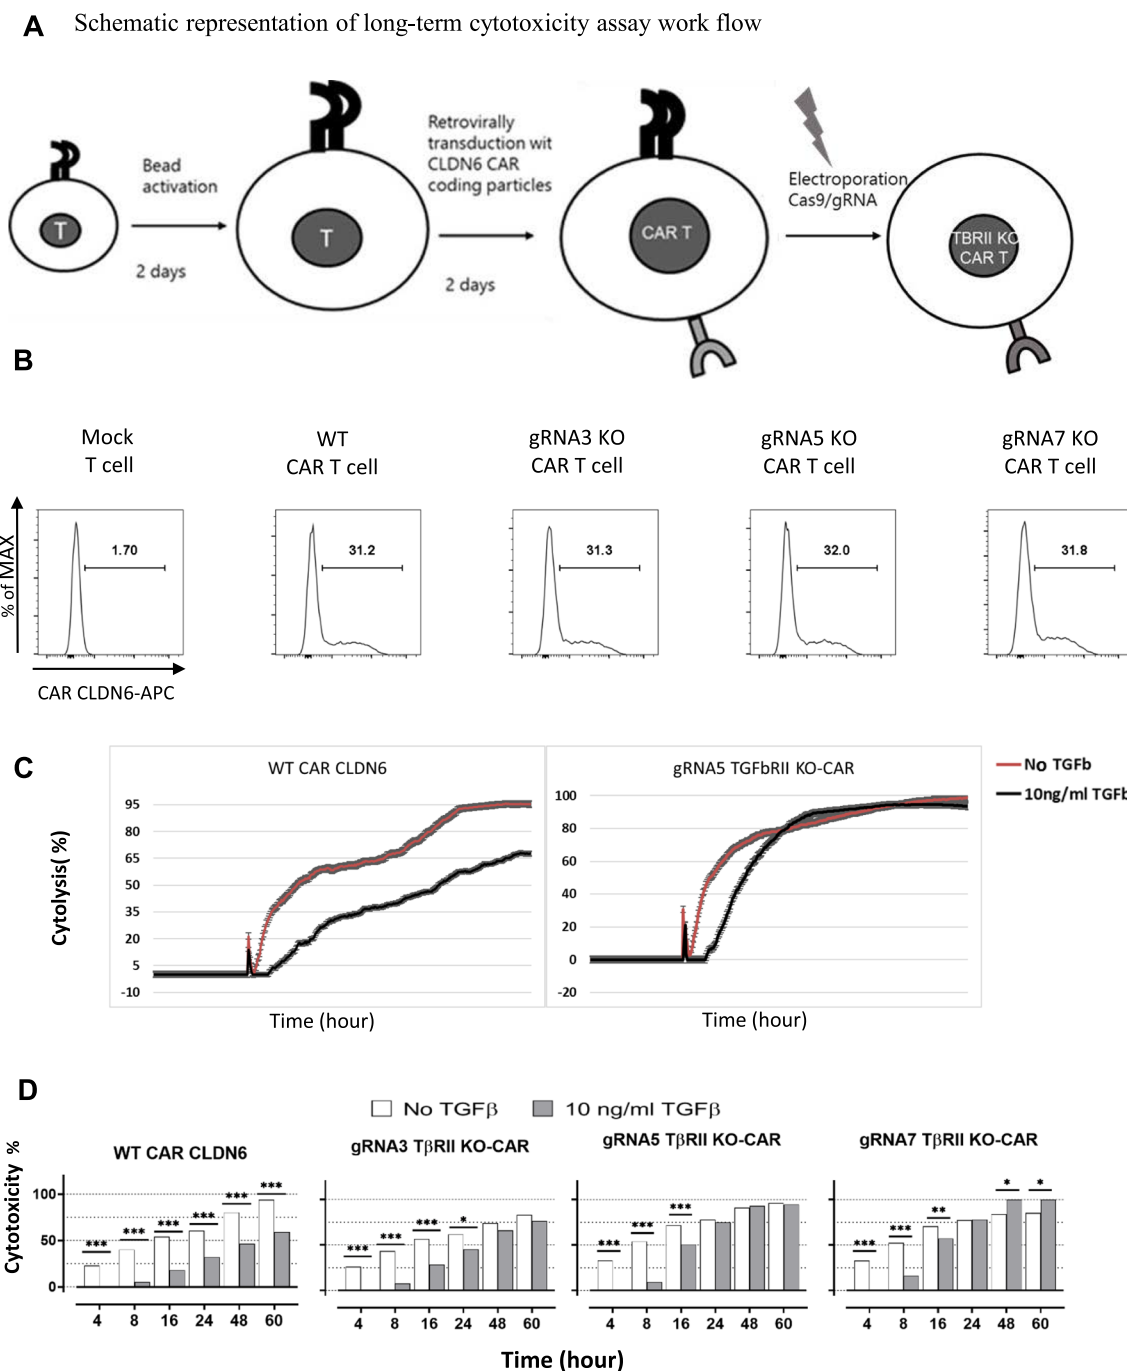 A Schematic representation of long-term cytotoxicity assay work flow
T
Bead
activation
2 days
T
Retrovirally
transduction wit
CLDN6 CAR
coding particles
2 days
CAR T
Electroporation
Cas9/gRNA
TBRII KO
CAR T
B
Mock
T cell
WT
CAR T cell
gRNA3 KO
CAR T cell
gRNA5 KO
CAR T cell
gRNA7 KO
CAR T cell
% of MAX
1.70
31.2
31.3
32.0
31.8
CAR CLDN6-APC
C
WT CAR CLDN6
gRNA5 TGFbRII KO-CAR
No TGFb
10ng/ml TGFb
Cytolysis( %)
95
80
65
50
35
20
5
-10
100
80
60
40
20
0
-20
Time (hour)
Time (hour)
D
No TGFβ
10 ng/ml TGFβ
Cytotoxicity %
WT CAR CLDN6
gRNA3 TβRII KO-CAR
gRNA5 TβRII KO-CAR
gRNA7 TβRII KO-CAR
100
50
0
*** *** *** *** *** ***
*** *** *** *
*** *** ***
*** *** ** * *
4 8 16 24 48 60
4 8 16 24 48 60
4 8 16 24 48 60
4 8 16 24 48 60
Time (hour)